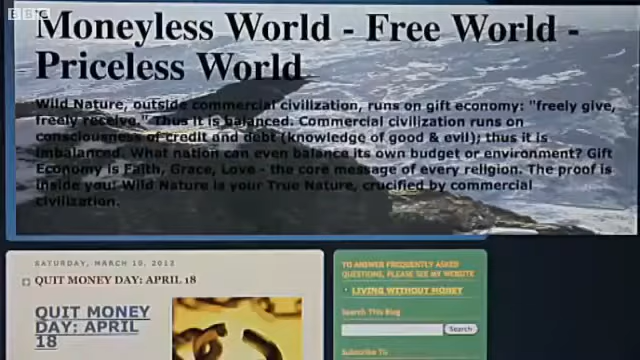 BBC
Moneyless World - Free World -
Priceless World
Wild Nature, outside commercial civilization, runs on gift economy: "freely give,
freely receive." Thus it is balanced. Commercial civilization runs on
consciousness of credit and debt (knowledge of good & evil); thus it is
imbalanced. What nation can even balance its own budget or environment? Gift
Economy is Faith, Grace, Love - the core message of every religion. The proof is
inside you! Wild Nature is your True Nature, crucified by commercial
civilization.
SATURDAY, MARCH 10, 2012
QUIT MONEY DAY: APRIL 18
QUIT MONEY
DAY: APRIL
18
TO ANSWER FREQUENTLY ASKED
QUESTIONS, PLEASE SEE MY WEBSITE
LIVING WITHOUT MONEY
Search This Blog
Search
Subscribe To